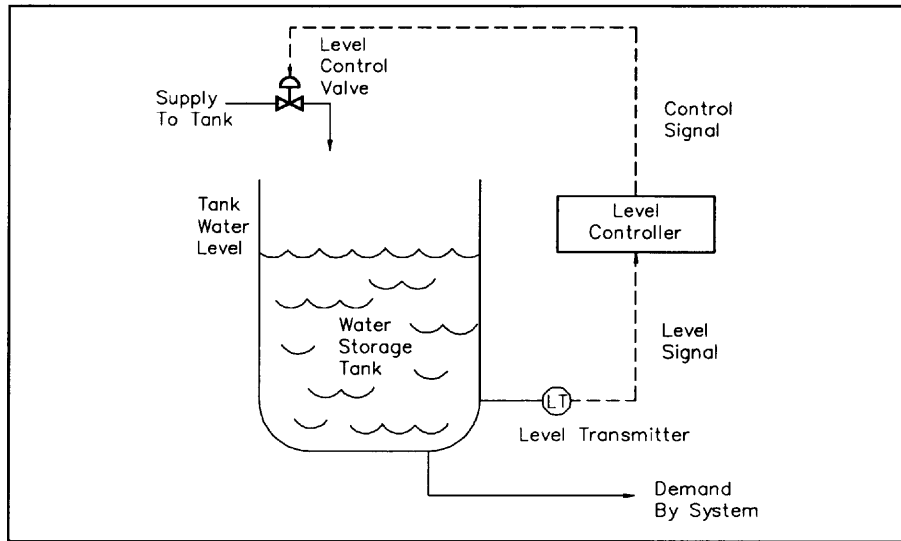 Level
Control
Valve
Supply
To Tank
Control
Signal
Tank
Water
Level
Level
Controller
Water
Storage
Tank
Level
Signal
LT
Level Transmitter
Demand
By System